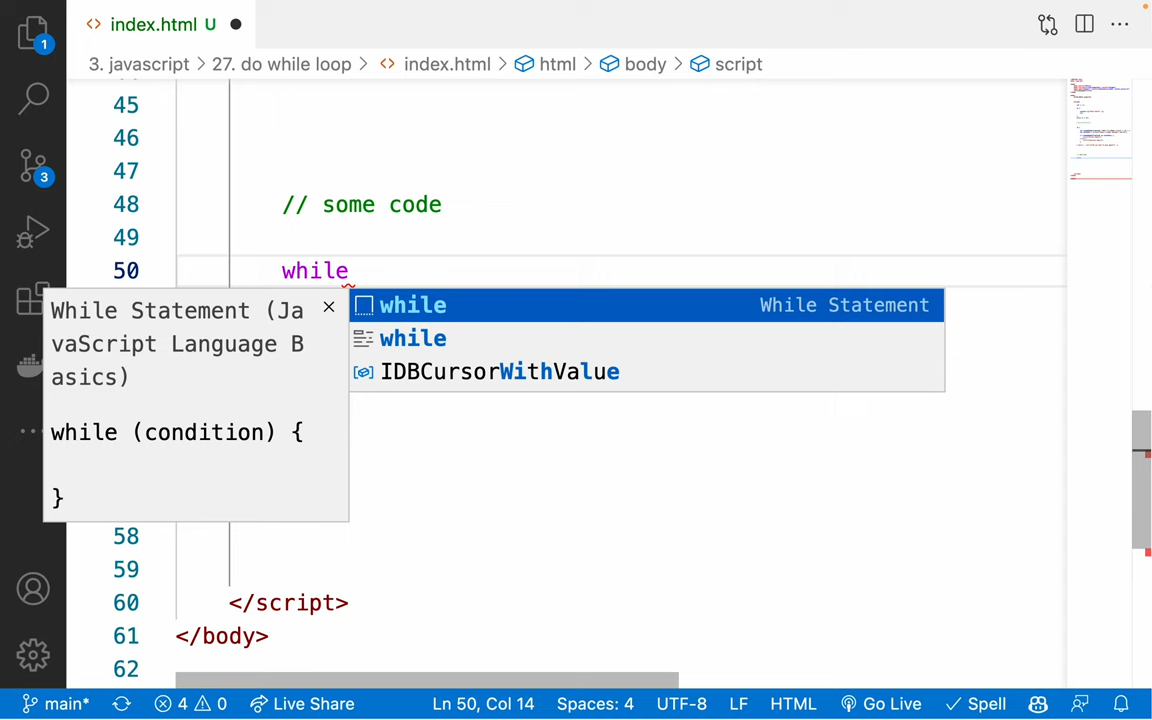 index.html U
1
3. javascript > 27. do while loop > index.html > html > body > script
45
46
47
48 // some code
49
3
50 while
While Statement (Ja
vaScript Language B
asics)
while (condition) {
}
while While Statement
while
IDBCursorWithValue
58
59
60 </script>
61 </body>
62
main* 4 0 Live Share Ln 50, Col 14 Spaces: 4 UTF-8 LF HTML Go Live Spell